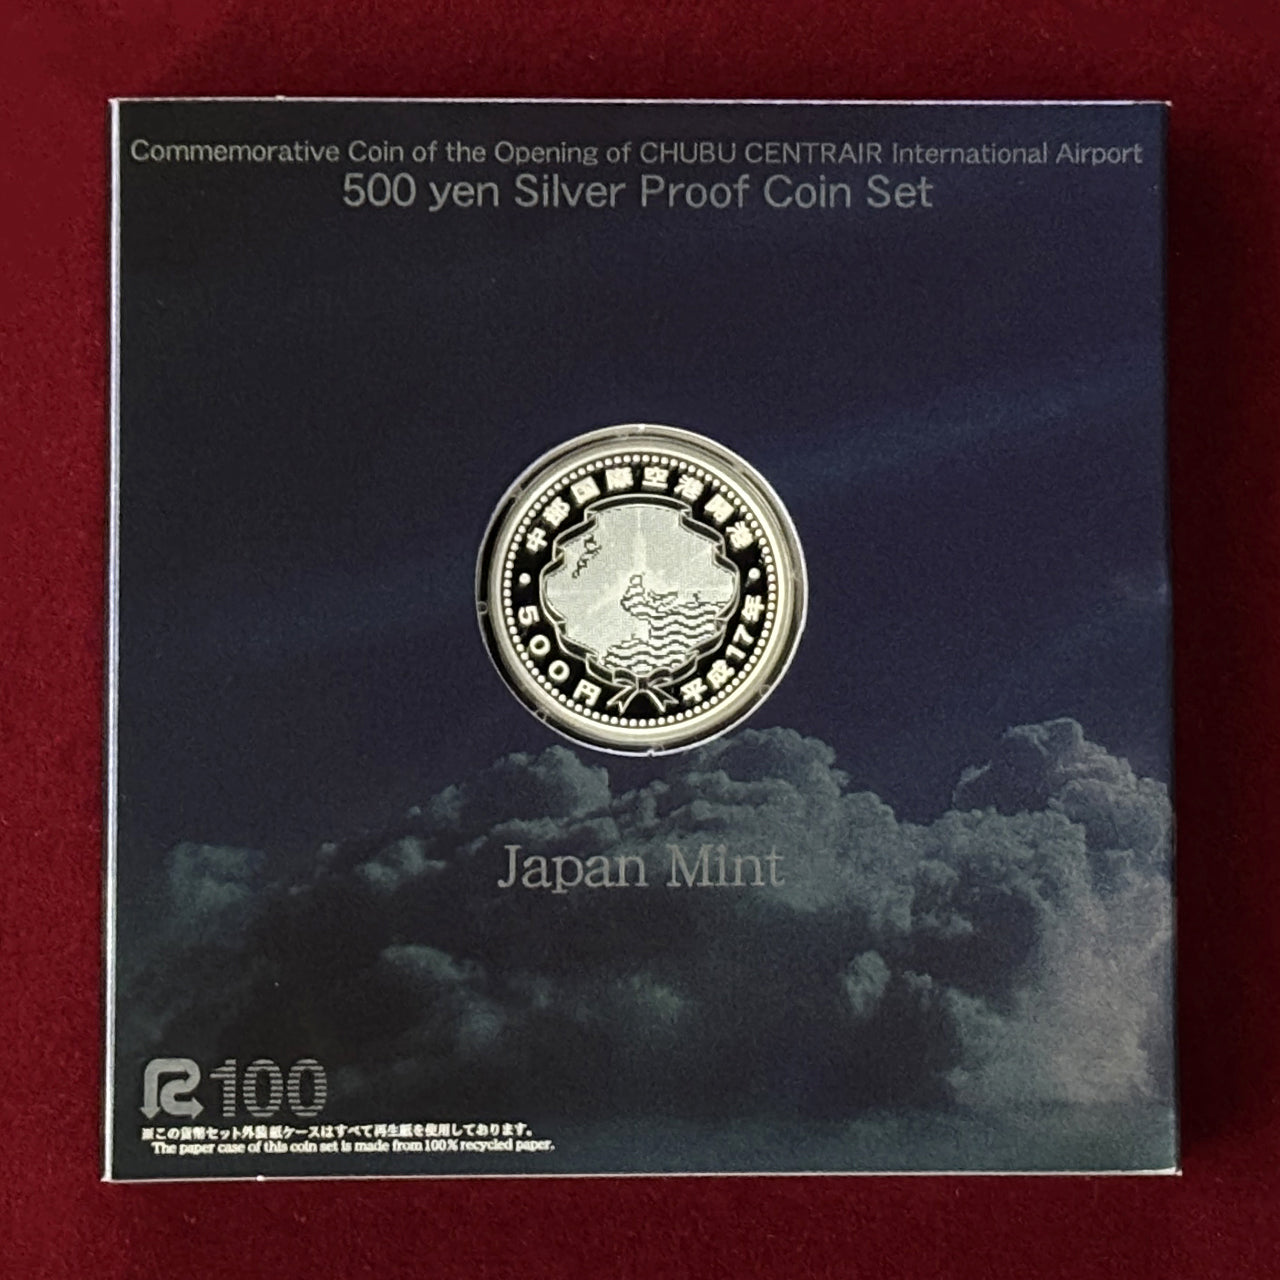 Commemorative Coin of the Opening of CHUBU CENTRAIR International Airport
500 yen Silver Proof Coin Set
中部国際空港開港
500円
平成17年
Japan Mint
R100
※この貨幣セット外装紙ケースはすべて再生紙を使用しております。
The paper case of this coin set is made from 100% recycled paper.